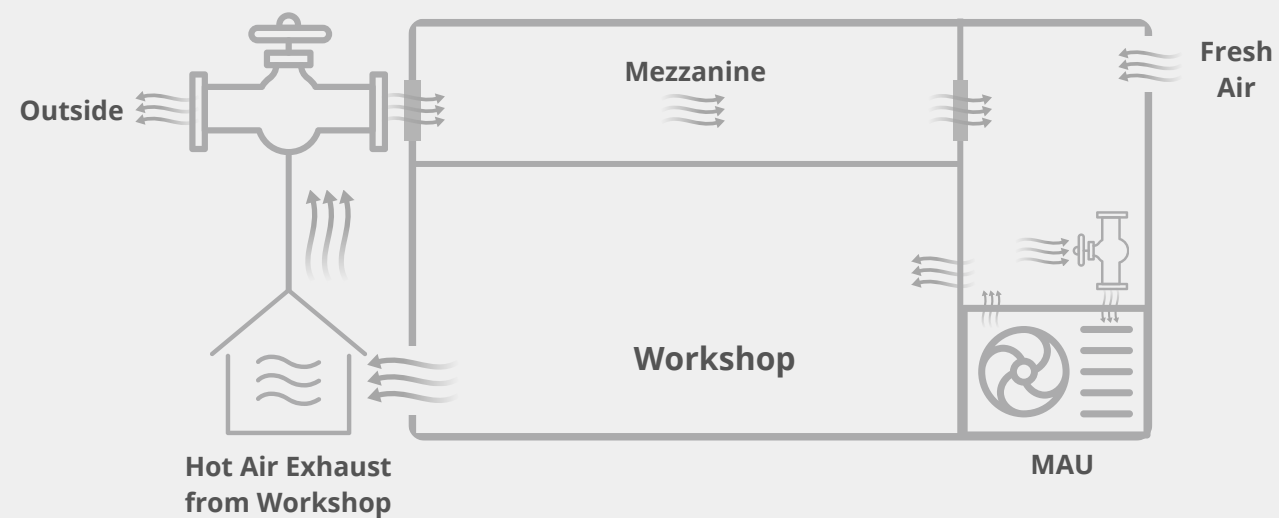 Outside
Mezzanine
Fresh
Air
Workshop
Hot Air Exhaust
from Workshop
MAU